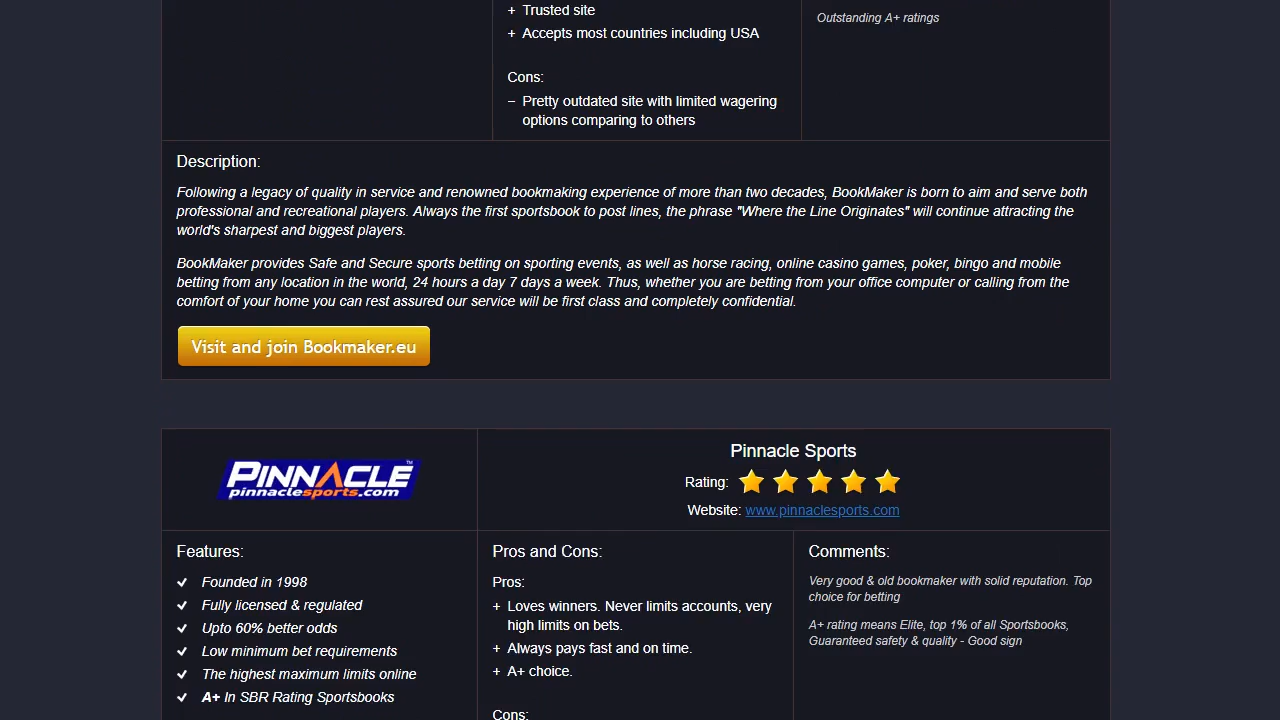 + Trusted site
+ Accepts most countries including USA
Outstanding A+ ratings
Cons:
– Pretty outdated site with limited wagering
options comparing to others
Description:
Following a legacy of quality in service and renowned bookmaking experience of more than two decades, BookMaker is born to aim and serve both
professional and recreational players. Always the first sportsbook to post lines, the phrase "Where the Line Originates" will continue attracting the
world's sharpest and biggest players.
BookMaker provides Safe and Secure sports betting on sporting events, as well as horse racing, online casino games, poker, bingo and mobile
betting from any location in the world, 24 hours a day 7 days a week. Thus, whether you are betting from your office computer or calling from the
comfort of your home you can rest assured our service will be first class and completely confidential.
Visit and join Bookmaker.eu
PINNACLE™
pinnaclesports.com
Pinnacle Sports
Rating:
Website: www.pinnaclesports.com
Features:
Founded in 1998
Fully licensed & regulated
Upto 60% better odds
Low minimum bet requirements
The highest maximum limits online
A+ In SBR Rating Sportsbooks
Pros and Cons:
Pros:
+ Loves winners. Never limits accounts, very
high limits on bets.
+ Always pays fast and on time.
+ A+ choice.
Cons:
Comments:
Very good & old bookmaker with solid reputation. Top
choice for betting
A+ rating means Elite, top 1% of all Sportsbooks,
Guaranteed safety & quality - Good sign